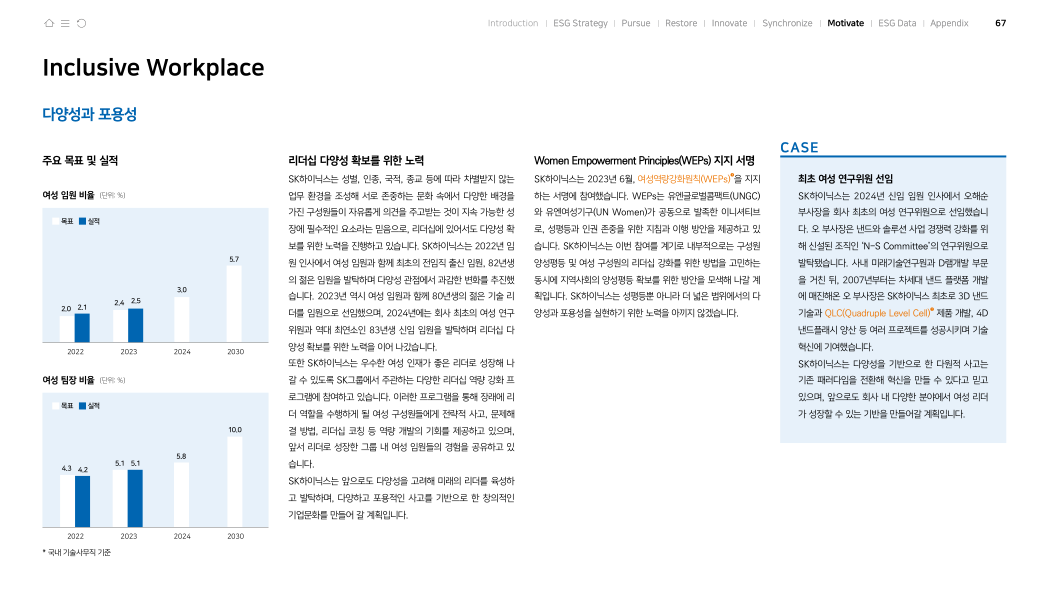 Introduction | ESG Strategy | Pursue | Restore | Innovate | Synchronize | Motivate | ESG Data | Appendix 67
Inclusive Workplace
다양성과 포용성
주요 목표 및 실적
여성 임원 비율 (단위: %)
목표 실적
2.0 2.1 2.4 2.5 3.0 5.7
2022 2023 2024 2030
여성 팀장 비율 (단위: %)
목표 실적
4.3 4.2 5.1 5.1 5.8 10.0
2022 2023 2024 2030
* 국내 기술사무직 기준
리더십 다양성 확보를 위한 노력
SK하이닉스는 성별, 인종, 국적, 종교 등에 따라 차별받지 않는
업무 환경을 조성해 서로 존중하는 문화 속에서 다양한 배경을
가진 구성원들이 자유롭게 의견을 주고받는 것이 지속 가능한 성
장에 필수적인 요소라는 믿음으로, 리더십에 있어서도 다양성 확
보를 위한 노력을 진행하고 있습니다. SK하이닉스는 2022년 임
원 인사에서 여성 임원과 함께 최초의 전임직 출신 임원, 82년생
의 젊은 임원을 발탁하며 다양성 관점에서 과감한 변화를 추진했
습니다. 2023년 역시 여성 임원과 함께 80년생의 젊은 기술 리
더를 임원으로 선임했으며, 2024년에는 회사 최초의 여성 연구
위원과 역대 최연소인 83년생 신임 임원을 발탁하며 리더십 다
양성 확보를 위한 노력을 이어 나갔습니다.
또한 SK하이닉스는 우수한 여성 인재가 좋은 리더로 성장해 나
갈 수 있도록 SK그룹에서 주관하는 다양한 리더십 역량 강화 프
로그램에 참여하고 있습니다. 이러한 프로그램을 통해 장래에 리
더 역할을 수행하게 될 여성 구성원들에게 전략적 사고, 문제해
결 방법, 리더십 코칭 등 역량 개발의 기회를 제공하고 있으며,
앞서 리더로 성장한 그룹 내 여성 임원들의 경험을 공유하고 있
습니다.
SK하이닉스는 앞으로도 다양성을 고려해 미래의 리더를 육성하
고 발탁하며, 다양하고 포용적인 사고를 기반으로 한 창의적인
기업문화를 만들어 갈 계획입니다.
Women Empowerment Principles(WEPs) 지지 서명
SK하이닉스는 2023년 6월, 여성역량강화원칙(WEPs)*을 지지
하는 서명에 참여했습니다. WEPs는 유엔글로벌콤팩트(UNGC)
와 유엔여성기구(UN Women)가 공동으로 발족한 이니셔티브
로, 성평등과 인권 존중을 위한 지침과 이행 방안을 제공하고 있
습니다. SK하이닉스는 이번 참여를 계기로 내부적으로는 구성원
양성평등 및 여성 구성원의 리더십 강화를 위한 방법을 고민하는
동시에 지역사회의 양성평등 확보를 위한 방안을 모색해 나갈 계
획입니다. SK하이닉스는 성평등뿐 아니라 더 넓은 범위에서의 다
양성과 포용성을 실현하기 위한 노력을 아끼지 않겠습니다.
CASE
최초 여성 연구위원 선임
SK하이닉스는 2024년 신임 임원 인사에서 오해순
부사장을 회사 최초의 여성 연구위원으로 선임했습니
다. 오 부사장은 낸드와 솔루션 사업 경쟁력 강화를 위
해 신설된 조직인 'N-S Committee'의 연구위원으로
발탁됐습니다. 사내 미래기술연구원과 D램개발 부문
을 거친 뒤, 2007년부터는 차세대 낸드 플랫폼 개발
에 매진해온 오 부사장은 SK하이닉스 최초로 3D 낸드
기술과 QLC(Quadruple Level Cell)* 제품 개발, 4D
낸드플래시 양산 등 여러 프로젝트를 성공시키며 기술
혁신에 기여했습니다.
SK하이닉스는 다양성을 기반으로 한 다원적 사고는
기존 패러다임을 전환해 혁신을 만들 수 있다고 믿고
있으며, 앞으로도 회사 내 다양한 분야에서 여성 리더
가 성장할 수 있는 기반을 만들어갈 계획입니다.